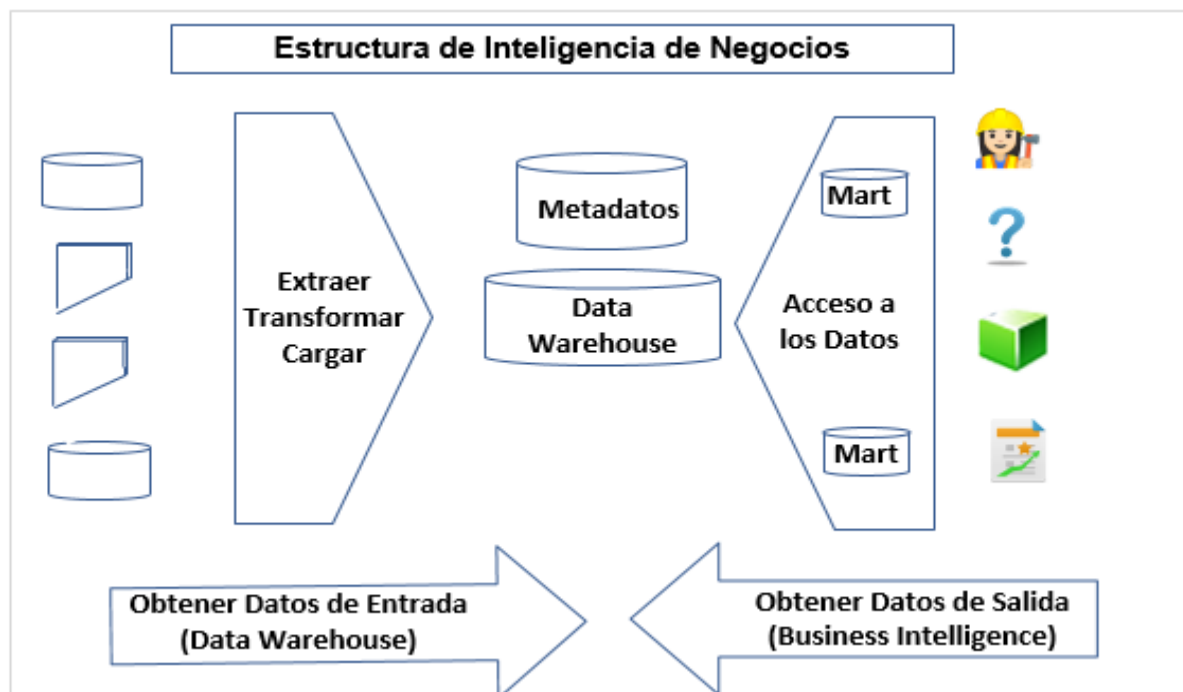 Estructura de Inteligencia de Negocios
Extraer
Transformar
Cargar
Metadatos
Data
Warehouse
Mart
Acceso a
los Datos
Mart
Obtener Datos de Entrada
(Data Warehouse)
Obtener Datos de Salida
(Business Intelligence)